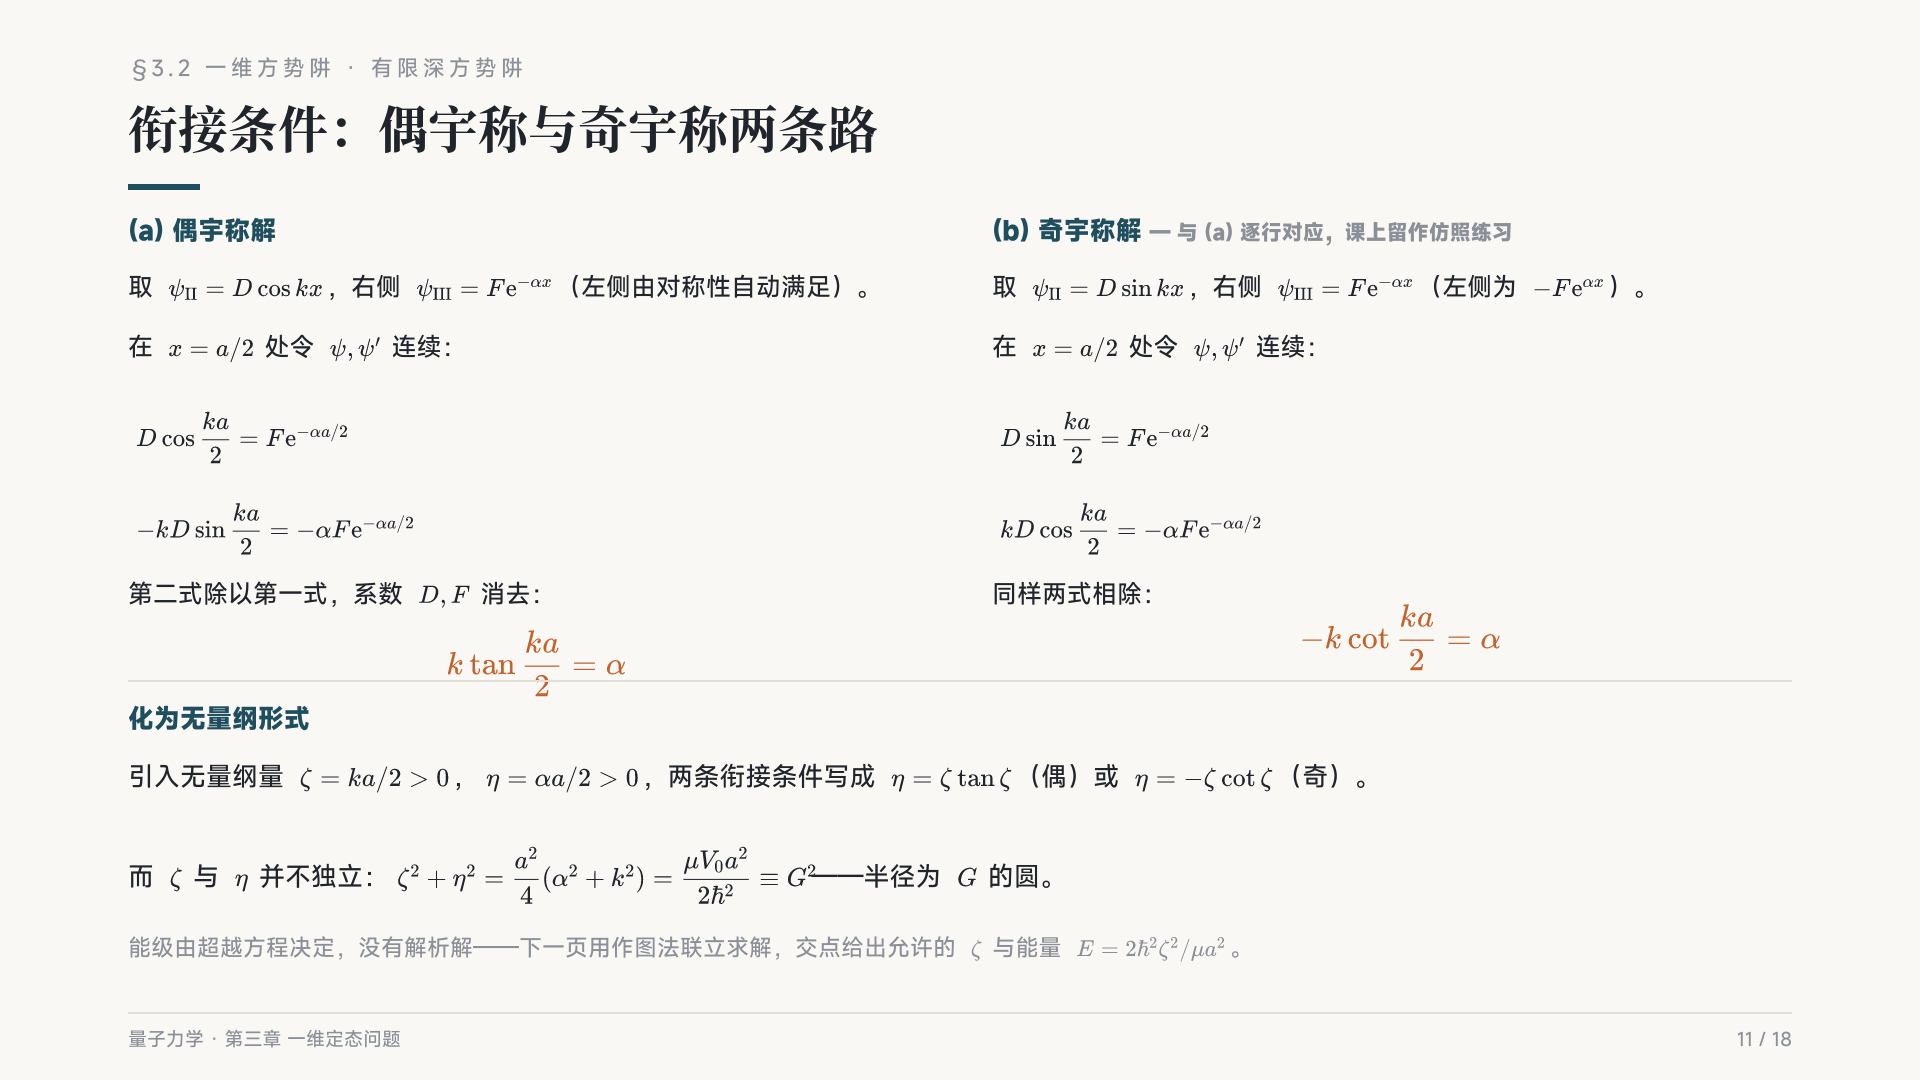 §3.2 一维方势阱 · 有限深方势阱
衔接条件：偶宇称与奇宇称两条路
(a) 偶宇称解
取 ψ_II = D cos kx，右侧 ψ_III = Fe^{−αx}（左侧由对称性自动满足）。
在 x = a/2 处令 ψ, ψ′ 连续：
D cos ka/2 = Fe^{−αa/2}
−kD sin ka/2 = −αFe^{−αa/2}
第二式除以第一式，系数 D, F 消去：
k tan ka/2 = α
(b) 奇宇称解 — 与 (a) 逐行对应，课上留作仿照练习
取 ψ_II = D sin kx，右侧 ψ_III = Fe^{−αx}（左侧为 −Fe^{αx}）。
在 x = a/2 处令 ψ, ψ′ 连续：
D sin ka/2 = Fe^{−αa/2}
kD cos ka/2 = −αFe^{−αa/2}
同样两式相除：
−k cot ka/2 = α
化为无量纲形式
引入无量纲量 ζ = ka/2 > 0， η = αa/2 > 0，两条衔接条件写成 η = ζ tan ζ（偶）或 η = −ζ cot ζ（奇）。
而 ζ 与 η 并不独立： ζ² + η² = a²/4 (α² + k²) = μV₀a²/2ħ² ≡ G²——半径为 G 的圆。
能级由超越方程决定，没有解析解——下一页用作图法联立求解，交点给出允许的 ζ 与能量 E = 2ħ²ζ²/μa²。
量子力学 · 第三章 一维定态问题
11 / 18